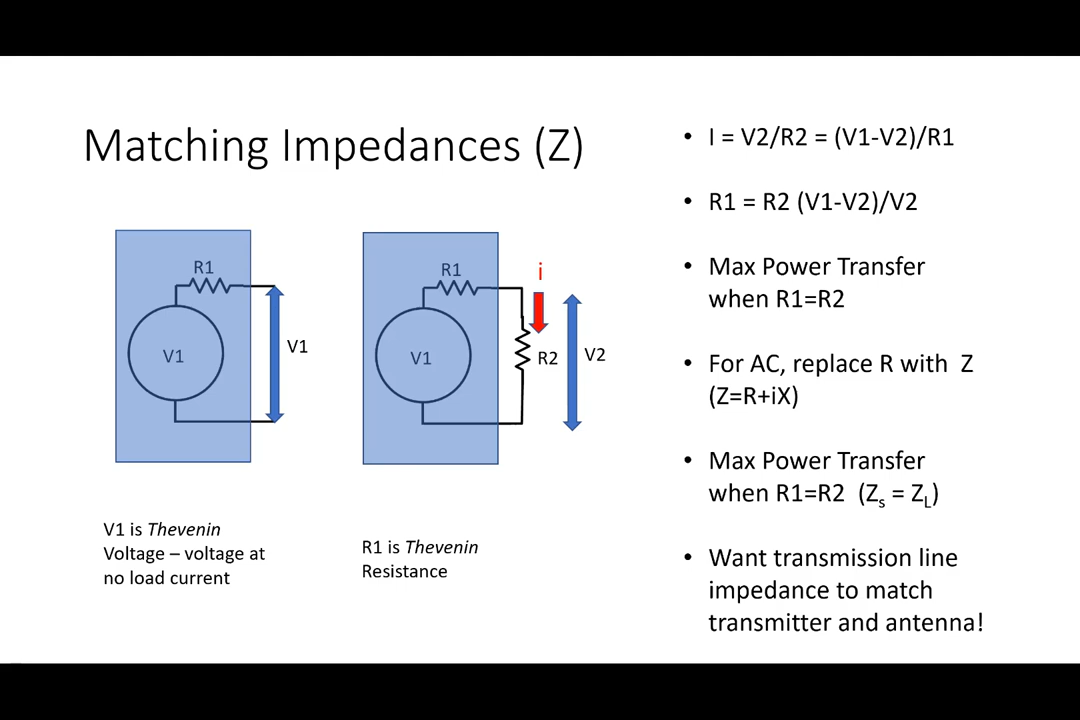 Matching Impedances (Z)
R1
V1
V1
R1
V1
i
R2
V2
V1 is Thevenin
Voltage – voltage at
no load current
R1 is Thevenin
Resistance
• I = V2/R2 = (V1-V2)/R1
• R1 = R2 (V1-V2)/V2
• Max Power Transfer
when R1=R2
• For AC, replace R with Z
(Z=R+iX)
• Max Power Transfer
when R1=R2 (Zs = ZL)
• Want transmission line
impedance to match
transmitter and antenna!